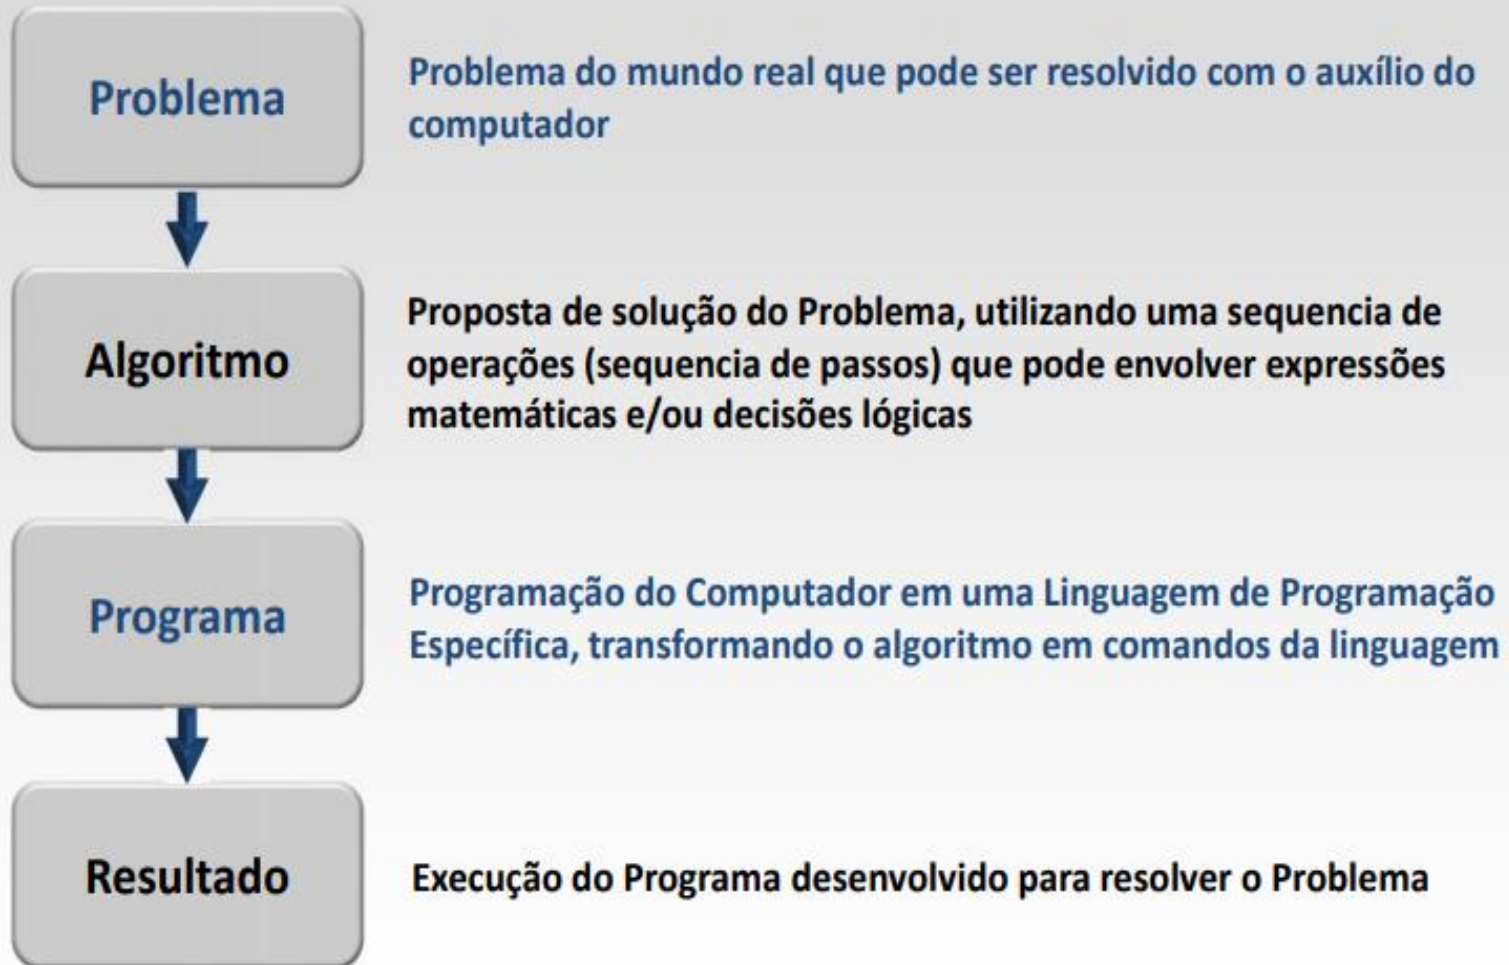 Problema
Problema do mundo real que pode ser resolvido com o auxílio do
computador
Algoritmo
Proposta de solução do Problema, utilizando uma sequencia de
operações (sequencia de passos) que pode envolver expressões
matemáticas e/ou decisões lógicas
Programa
Programação do Computador em uma Linguagem de Programação
Específica, transformando o algoritmo em comandos da linguagem
Resultado
Execução do Programa desenvolvido para resolver o Problema